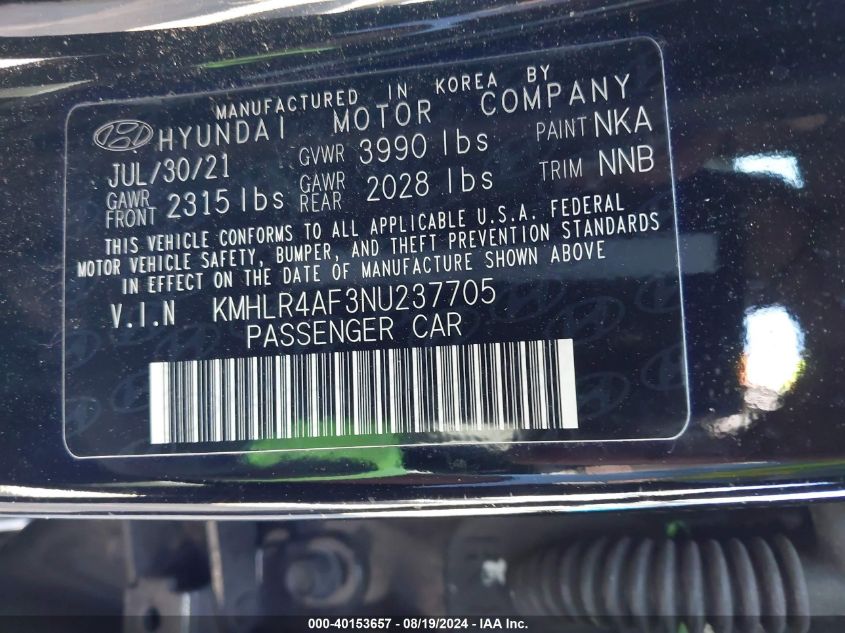 MANUFACTURED IN KOREA BY
HYUNDAI MOTOR COMPANY
JUL/30/21 GVWR 3990 lbs PAINT NKA
GAWR FRONT 2315 lbs GAWR REAR 2028 lbs TRIM NNB
THIS VEHICLE CONFORMS TO ALL APPLICABLE U.S.A. FEDERAL
MOTOR VEHICLE SAFETY, BUMPER, AND THEFT PREVENTION STANDARDS
IN EFFECT ON THE DATE OF MANUFACTURE SHOWN ABOVE
V.I.N KMHLR4AF3NU237705
PASSENGER CAR
000-40153657 - 08/19/2024 - IAA Inc.